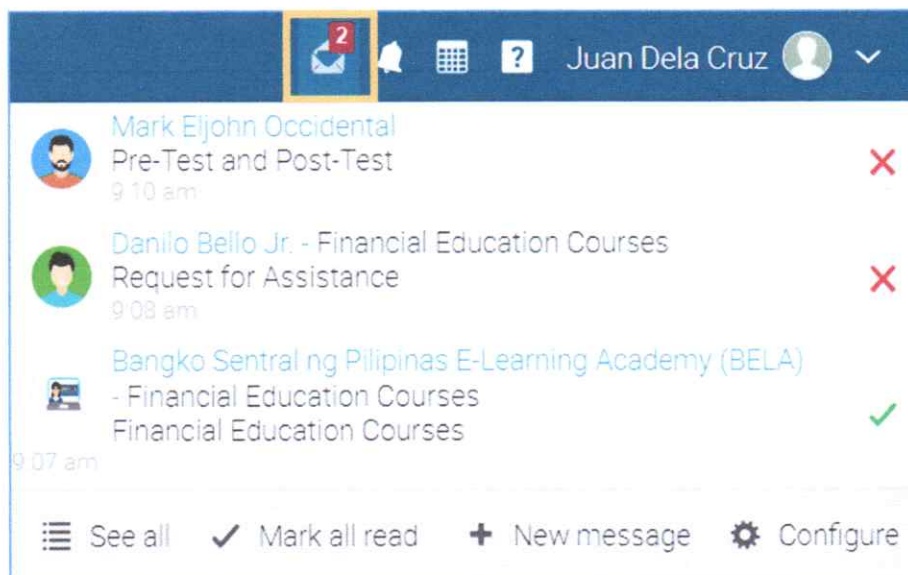 2
?
Juan Dela Cruz
Mark Eljohn Occidental
Pre-Test and Post-Test
9:10 am
Danilo Bello Jr. - Financial Education Courses
Request for Assistance
9:08 am
Bangko Sentral ng Pilipinas E-Learning Academy (BELA)
- Financial Education Courses
Financial Education Courses
9:07 am
See all Mark all read New message Configure